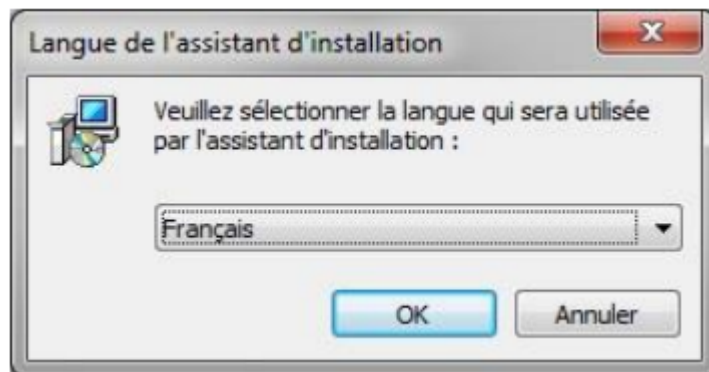 Langue de l'assistant d'installation
Veuillez sélectionner la langue qui sera utilisée
par l'assistant d'installation :
Français
OK
Annuler